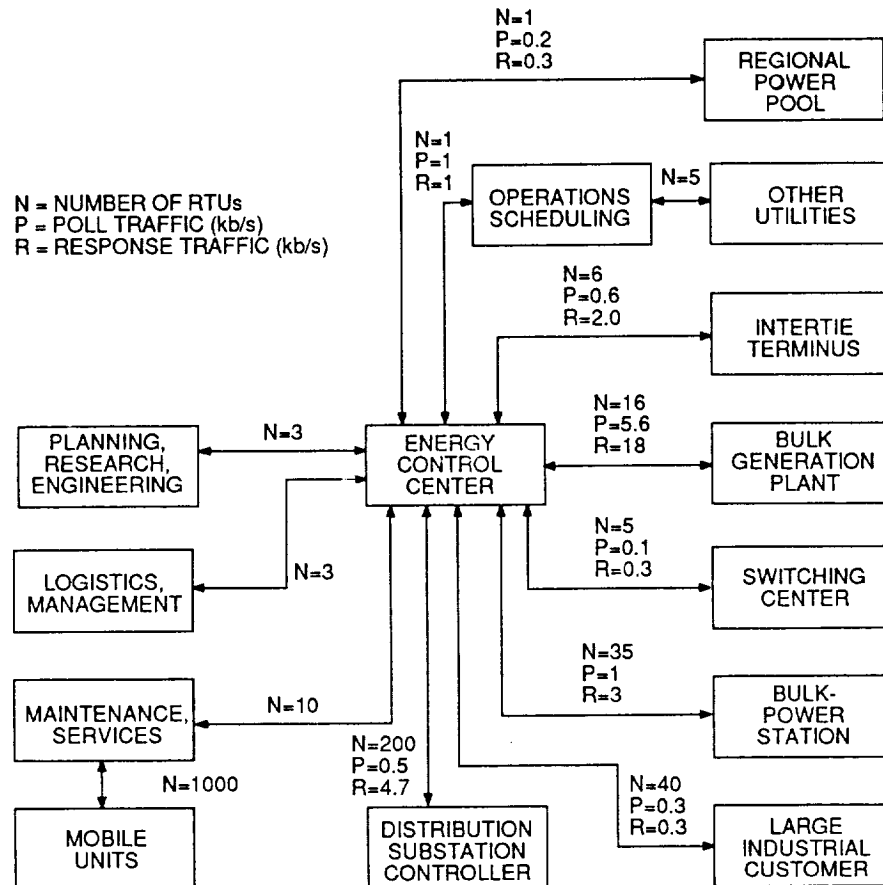 N=1
P=0.2
R=0.3
REGIONAL
POWER
POOL
N=1
P=1
R=1
OPERATIONS
SCHEDULING
N=5
OTHER
UTILITIES
N = NUMBER OF RTUs
P = POLL TRAFFIC (kb/s)
R = RESPONSE TRAFFIC (kb/s)
N=6
P=0.6
R=2.0
INTERTIE
TERMINUS
PLANNING,
RESEARCH,
ENGINEERING
N=3
ENERGY
CONTROL
CENTER
N=16
P=5.6
R=18
BULK
GENERATION
PLANT
LOGISTICS,
MANAGEMENT
N=3
N=5
P=0.1
R=0.3
SWITCHING
CENTER
MAINTENANCE,
SERVICES
N=10
N=35
P=1
R=3
BULK-
POWER
STATION
N=1000
MOBILE
UNITS
N=200
P=0.5
R=4.7
DISTRIBUTION
SUBSTATION
CONTROLLER
N=40
P=0.3
R=0.3
LARGE
INDUSTRIAL
CUSTOMER